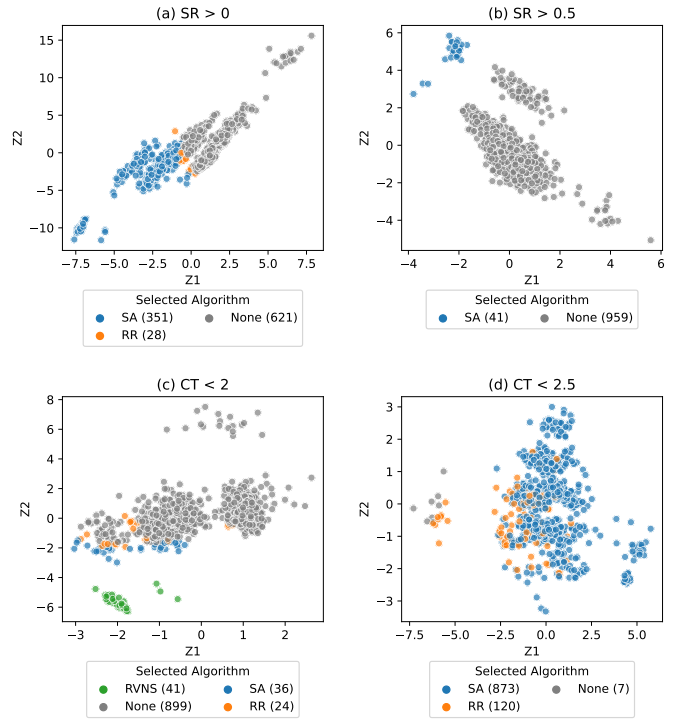 (a) SR > 0
15
10
5
0
−5
−10
Z2
−7.5 −5.0 −2.5 0.0 2.5 5.0 7.5
Z1
Selected Algorithm
SA (351) None (621)
RR (28)
(b) SR > 0.5
6
4
2
0
−2
−4
Z2
−4 −2 0 2 4 6
Z1
Selected Algorithm
SA (41) None (959)
(c) CT < 2
8
6
4
2
0
−2
−4
−6
Z2
−3 −2 −1 0 1 2
Z1
Selected Algorithm
RVNS (41) SA (36)
None (899) RR (24)
(d) CT < 2.5
3
2
1
0
−1
−2
−3
Z2
−7.5 −5.0 −2.5 0.0 2.5 5.0
Z1
Selected Algorithm
SA (873) None (7)
RR (120)